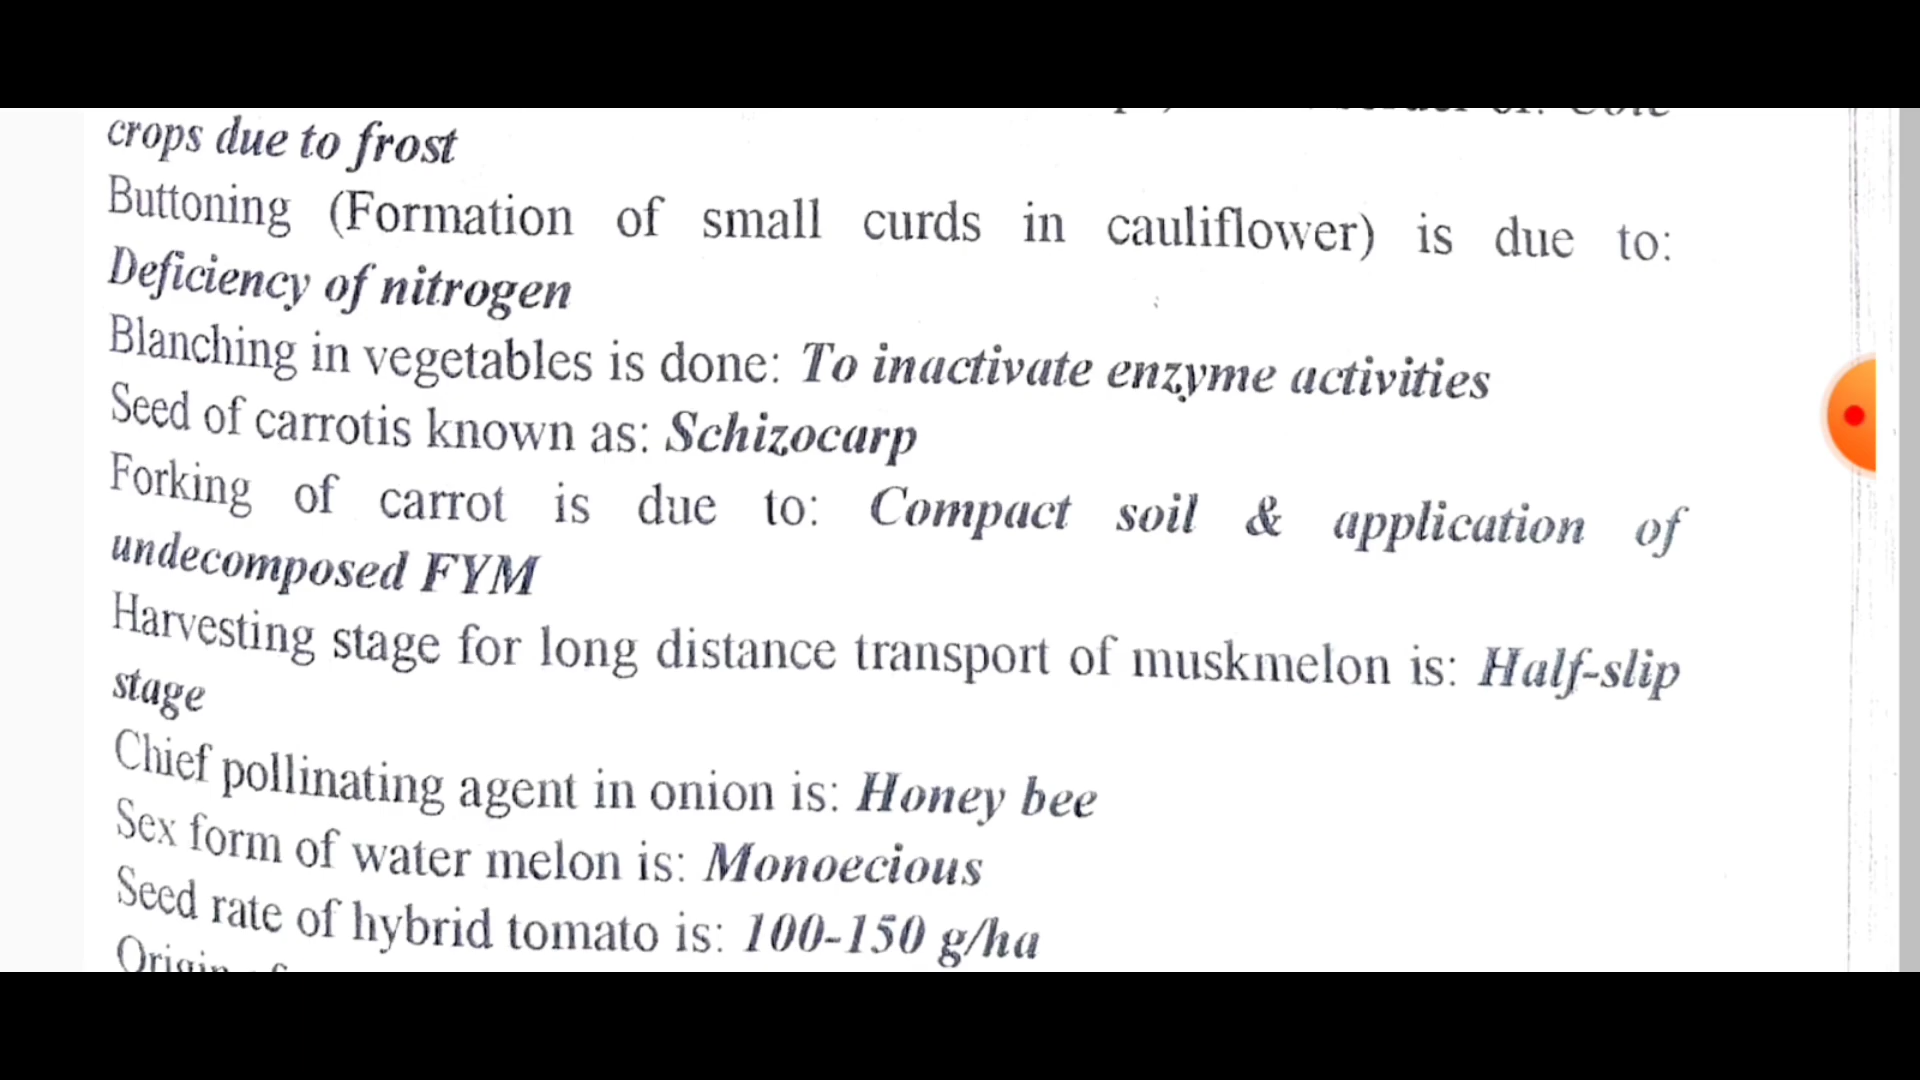 crops due to frost
Buttoning (Formation of small curds in cauliflower) is due to:
Deficiency of nitrogen
Blanching in vegetables is done: To inactivate enzyme activities
Seed of carrotis known as: Schizocarp
Forking of carrot is due to: Compact soil & application of
undecomposed FYM
Harvesting stage for long distance transport of muskmelon is: Half-slip
stage
Chief pollinating agent in onion is: Honey bee
Sex form of water melon is: Monoecious
Seed rate of hybrid tomato is: 100-150 g/ha
Origin